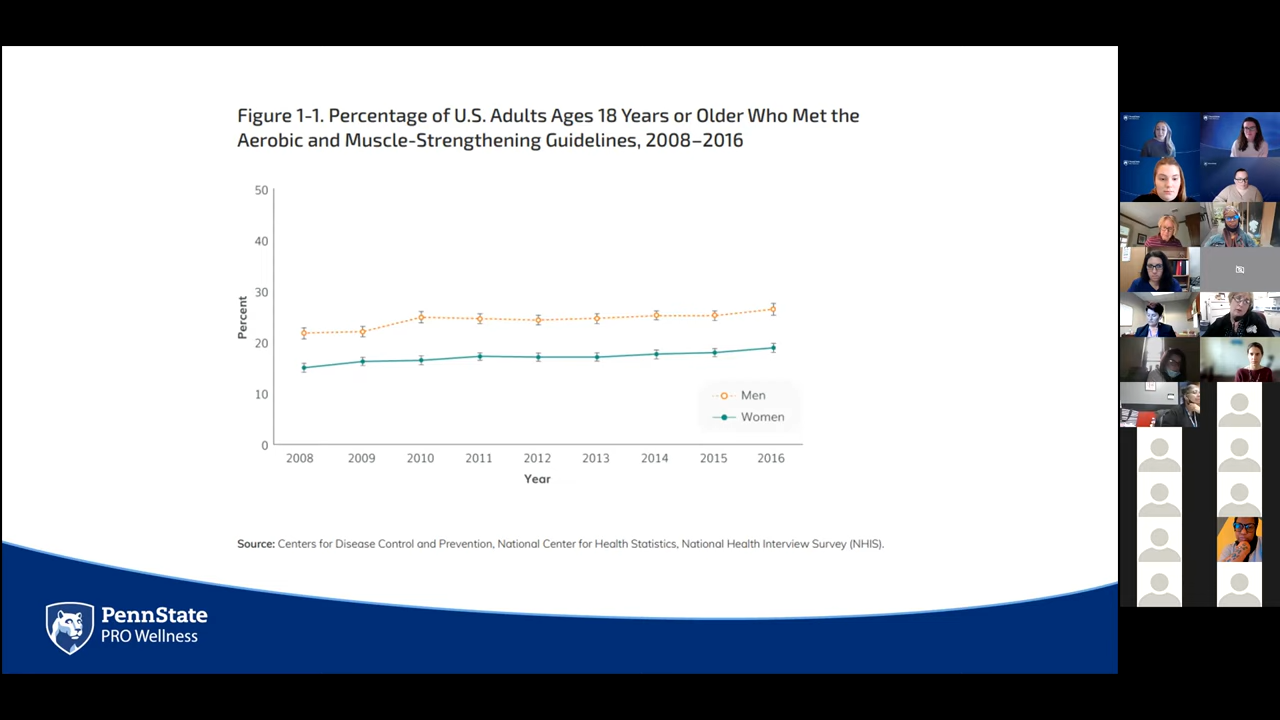 Figure 1-1. Percentage of U.S. Adults Ages 18 Years or Older Who Met the
Aerobic and Muscle-Strengthening Guidelines, 2008–2016
50
40
30
20
10
0
Percent
2008 2009 2010 2011 2012 2013 2014 2015 2016
Year
Men
Women
Source: Centers for Disease Control and Prevention, National Center for Health Statistics, National Health Interview Survey (NHIS).
PennState
PRO Wellness